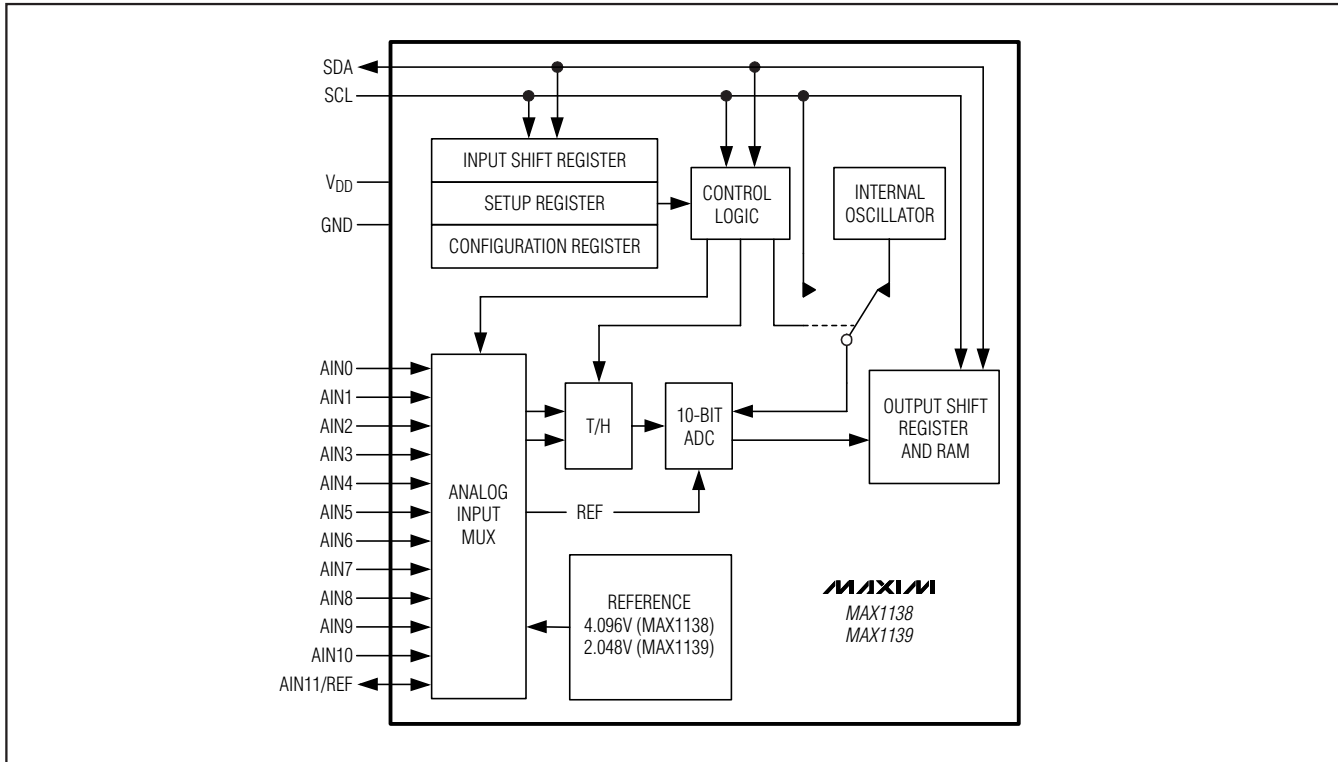 SDA
SCL
VDD
GND
INPUT SHIFT REGISTER
SETUP REGISTER
CONFIGURATION REGISTER
CONTROL
LOGIC
INTERNAL
OSCILLATOR
AIN0
AIN1
AIN2
AIN3
AIN4
AIN5
AIN6
AIN7
AIN8
AIN9
AIN10
AIN11/REF
ANALOG
INPUT
MUX
T/H
10-BIT
ADC
REF
OUTPUT SHIFT
REGISTER
AND RAM
REFERENCE
4.096V (MAX1138)
2.048V (MAX1139)
MAXIM
MAX1138
MAX1139